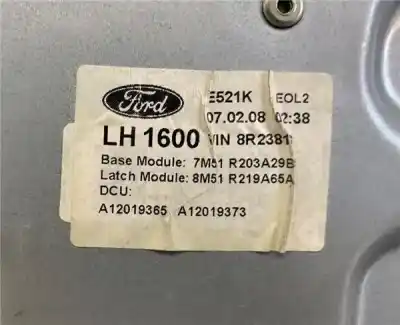 Ford E521K EOL2
07.02.08 02:38
LH 1600 VIN 8R2381
Base Module: 7M51 R203A29B
Latch Module: 8M51 R219A65A
DCU:
A12019365 A12019373